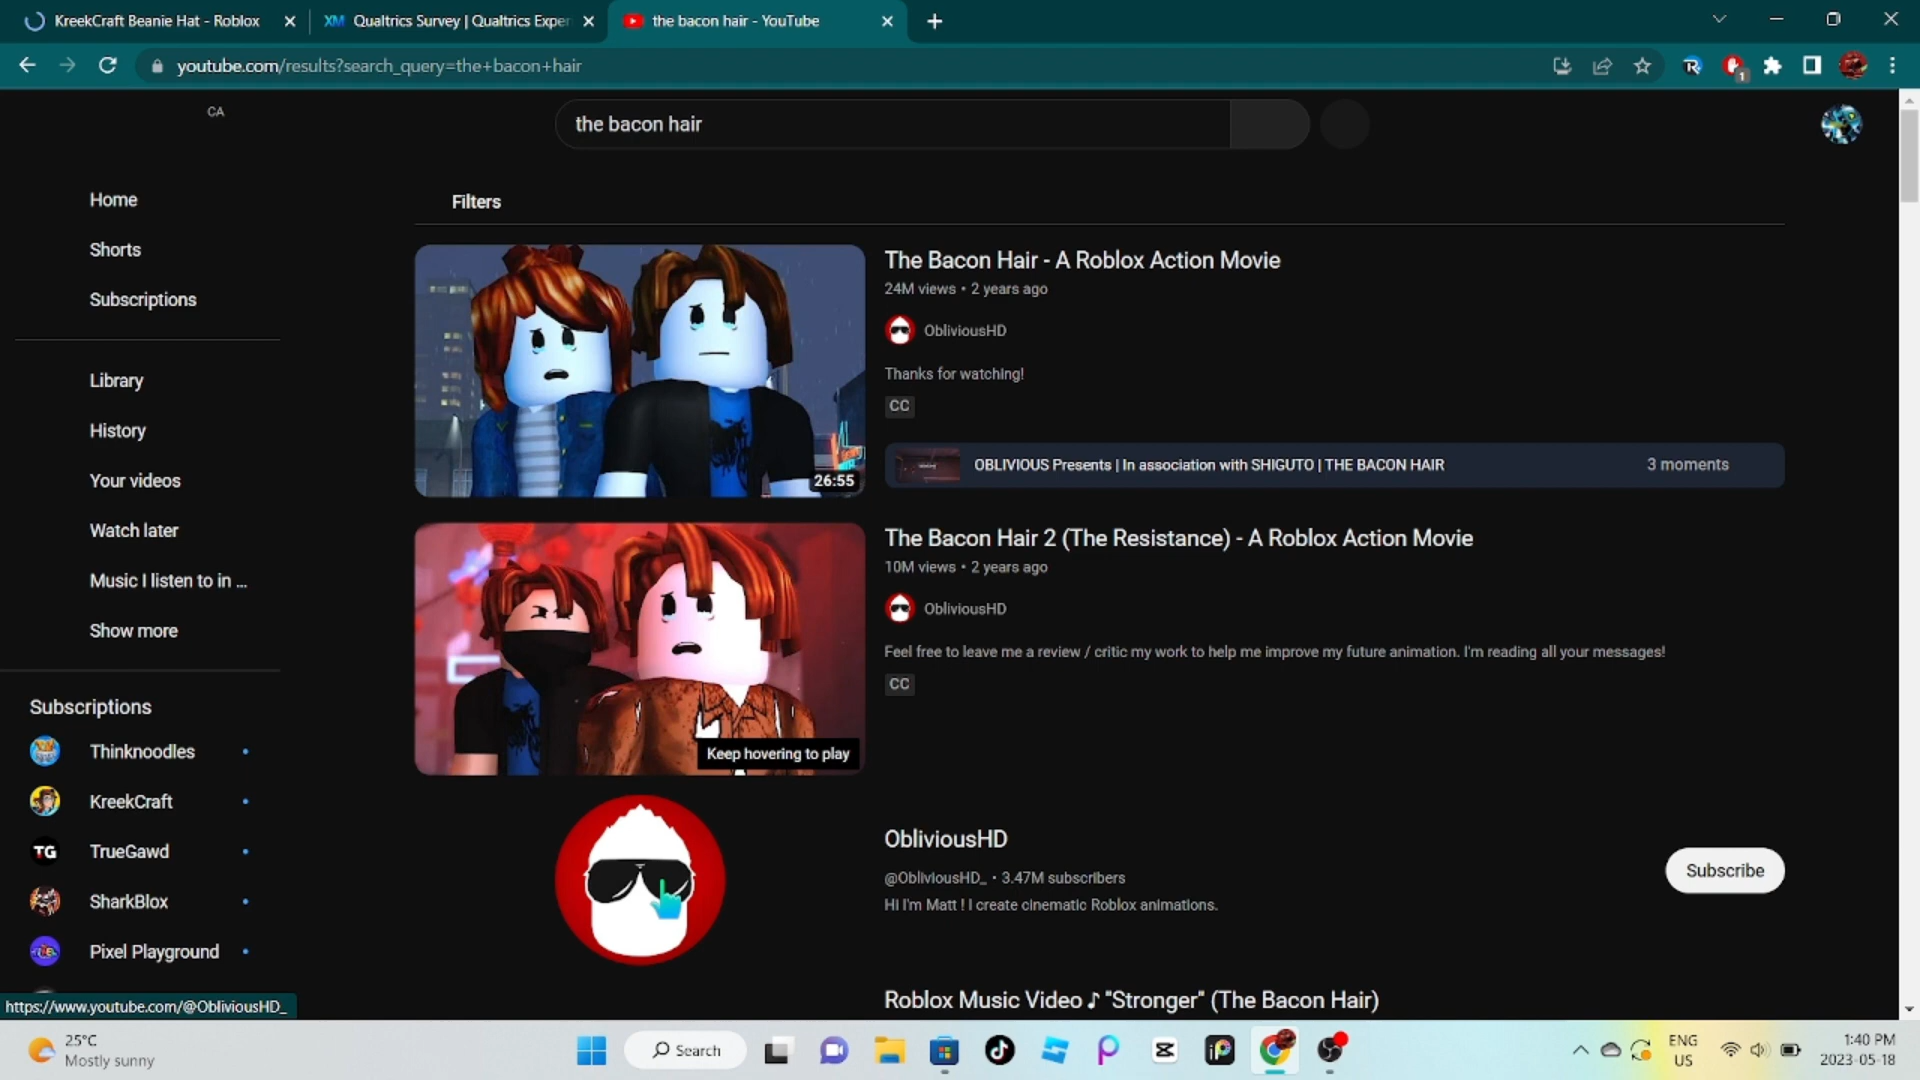 KreekCraft Beanie Hat - Roblox
XM Qualtrics Survey | Qualtrics Exper
the bacon hair - YouTube
youtube.com/results?search_query=the+bacon+hair
1
CA
the bacon hair
Home
Shorts
Subscriptions
Library
History
Your videos
Watch later
Music I listen to in ...
Show more
Subscriptions
Thinknoodles
KreekCraft
TG TrueGawd
SharkBlox
Pixel Playground
https://www.youtube.com/@ObliviousHD_
Filters
26:55
The Bacon Hair - A Roblox Action Movie
24M views • 2 years ago
ObliviousHD
Thanks for watching!
CC
OBLIVIOUS Presents | In association with SHIGUTO | THE BACON HAIR 3 moments
Keep hovering to play
The Bacon Hair 2 (The Resistance) - A Roblox Action Movie
10M views • 2 years ago
ObliviousHD
Feel free to leave me a review / critic my work to help me improve my future animation. I'm reading all your messages!
CC
ObliviousHD
@ObliviousHD_ • 3.47M subscribers
Hi I'm Matt ! I create cinematic Roblox animations.
Subscribe
Roblox Music Video ♪ "Stronger" (The Bacon Hair)
25°C
Mostly sunny
Search
ENG
US
1:40 PM
2023-05-18